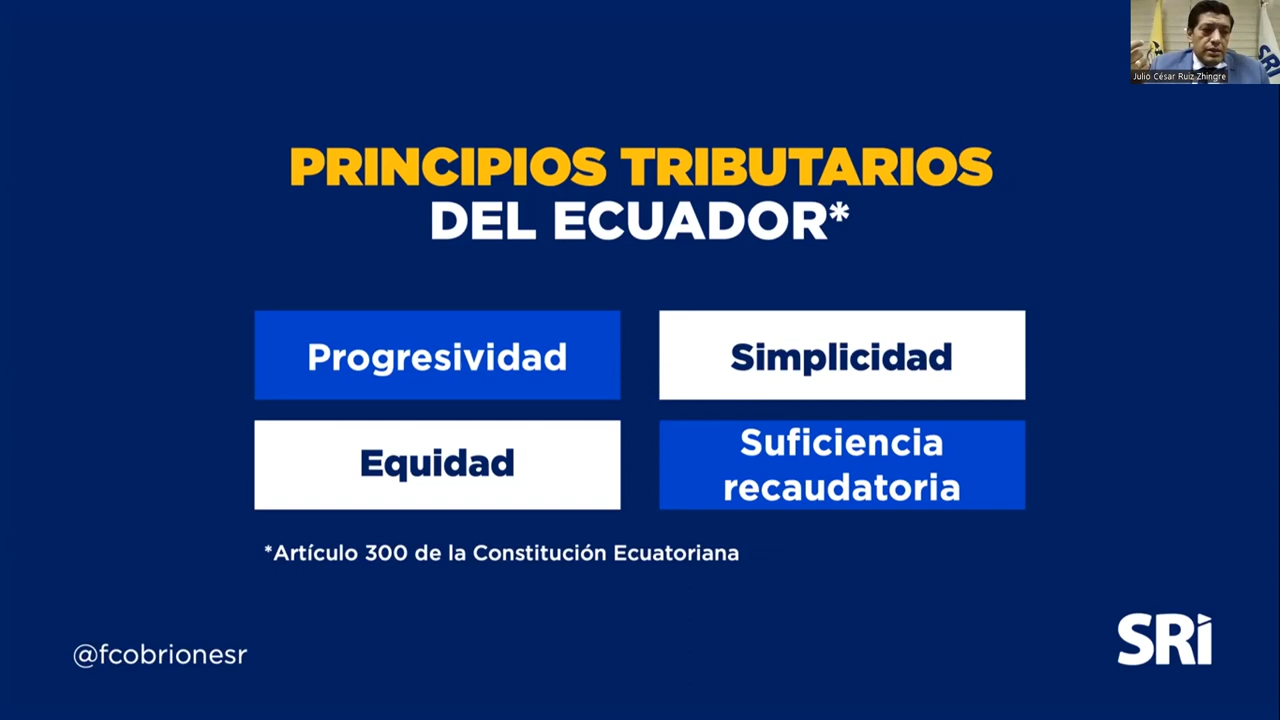 Julio César Ruiz Zhingre
SRi
PRINCIPIOS TRIBUTARIOS
DEL ECUADOR*
Progresividad
Simplicidad
Equidad
Suficiencia
recaudatoria
*Artículo 300 de la Constitución Ecuatoriana
@fcobrionesr
SRi